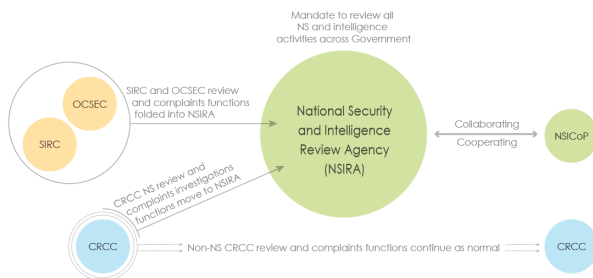 Mandate to review all
NS and intelligence
activities across Government
SIRC and OCSEC review
and complaints functions
folded into NSIRA
OCSEC
SIRC
National Security
and Intelligence
Review Agency
(NSIRA)
Collaborating
Cooperating
NSICoP
CRCC NS review and
complaints investigations
functions move to NSIRA
CRCC
Non-NS CRCC review and complaints functions continue as normal
CRCC